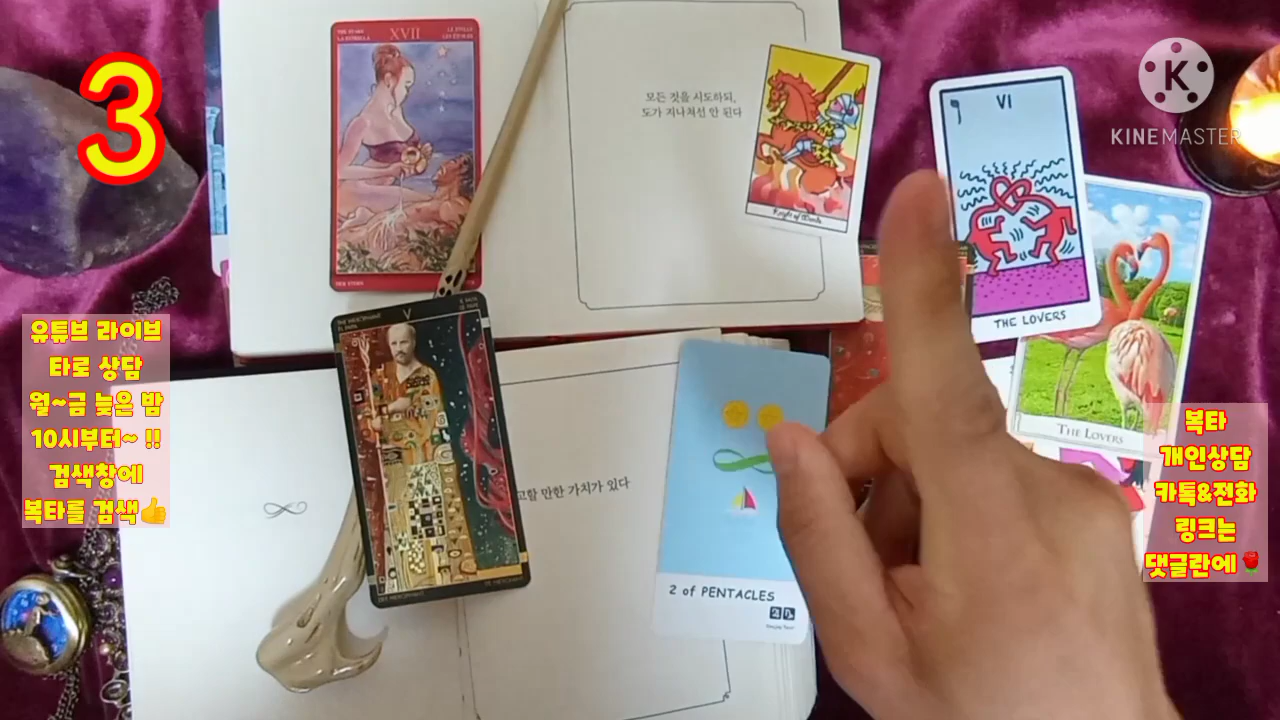 3
XVII
모든 것을 시도하되,
도가 지나쳐선 안 된다
Knight of Wands
VI
THE LOVERS
KINEMASTER
THE LOVERS
유튜브 라이브
타로 상담
월~금 늦은 밤
10시부터~ !!
검색창에
복타를 검색👍
V
고함 만한 가치가 있다
2 of PENTACLES
복타
개인상담
카톡&전화
링크는
댓글란에🌹